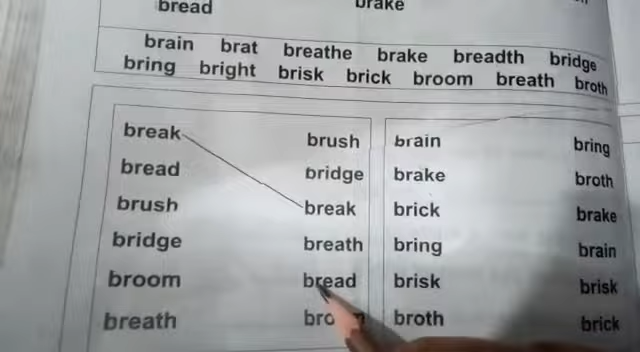 bread brake
brain brat breathe brake breadth bridge
bring bright brisk brick broom breath broth
break brush brain bring
bread bridge brake broth
brush break brick brake
bridge breath bring brain
broom bread brisk brisk
breath broth brick